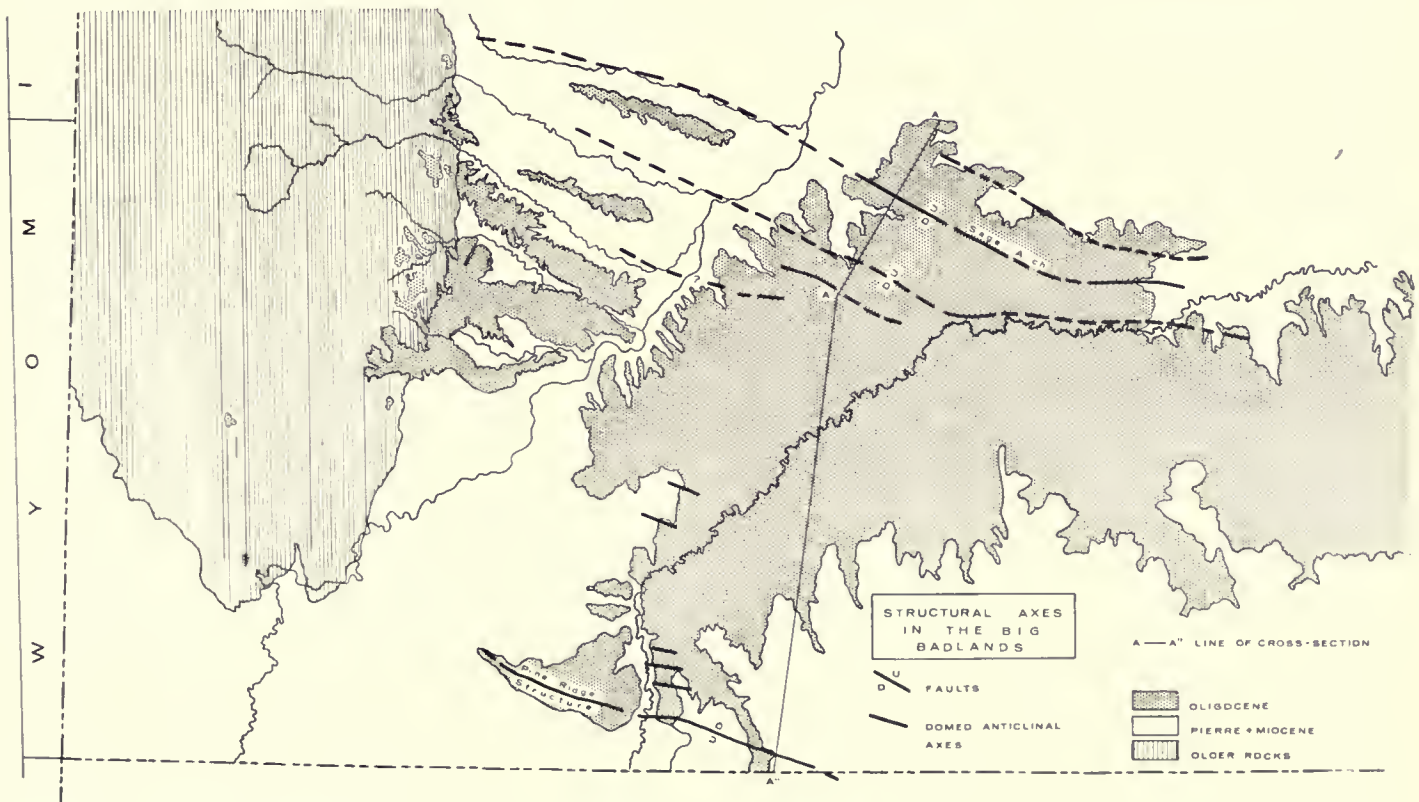 WYOMI
A
Sage Arch
U
D
U
D
A'
Pine Ridge
Structure
D
U
A"
STRUCTURAL AXES
IN THE BIG
BADLANDS
A — A" LINE OF CROSS-SECTION
U
D FAULTS
DOMED ANTICLINAL
AXES
OLIGOCENE
PIERRE + MIOCENE
OLDER ROCKS